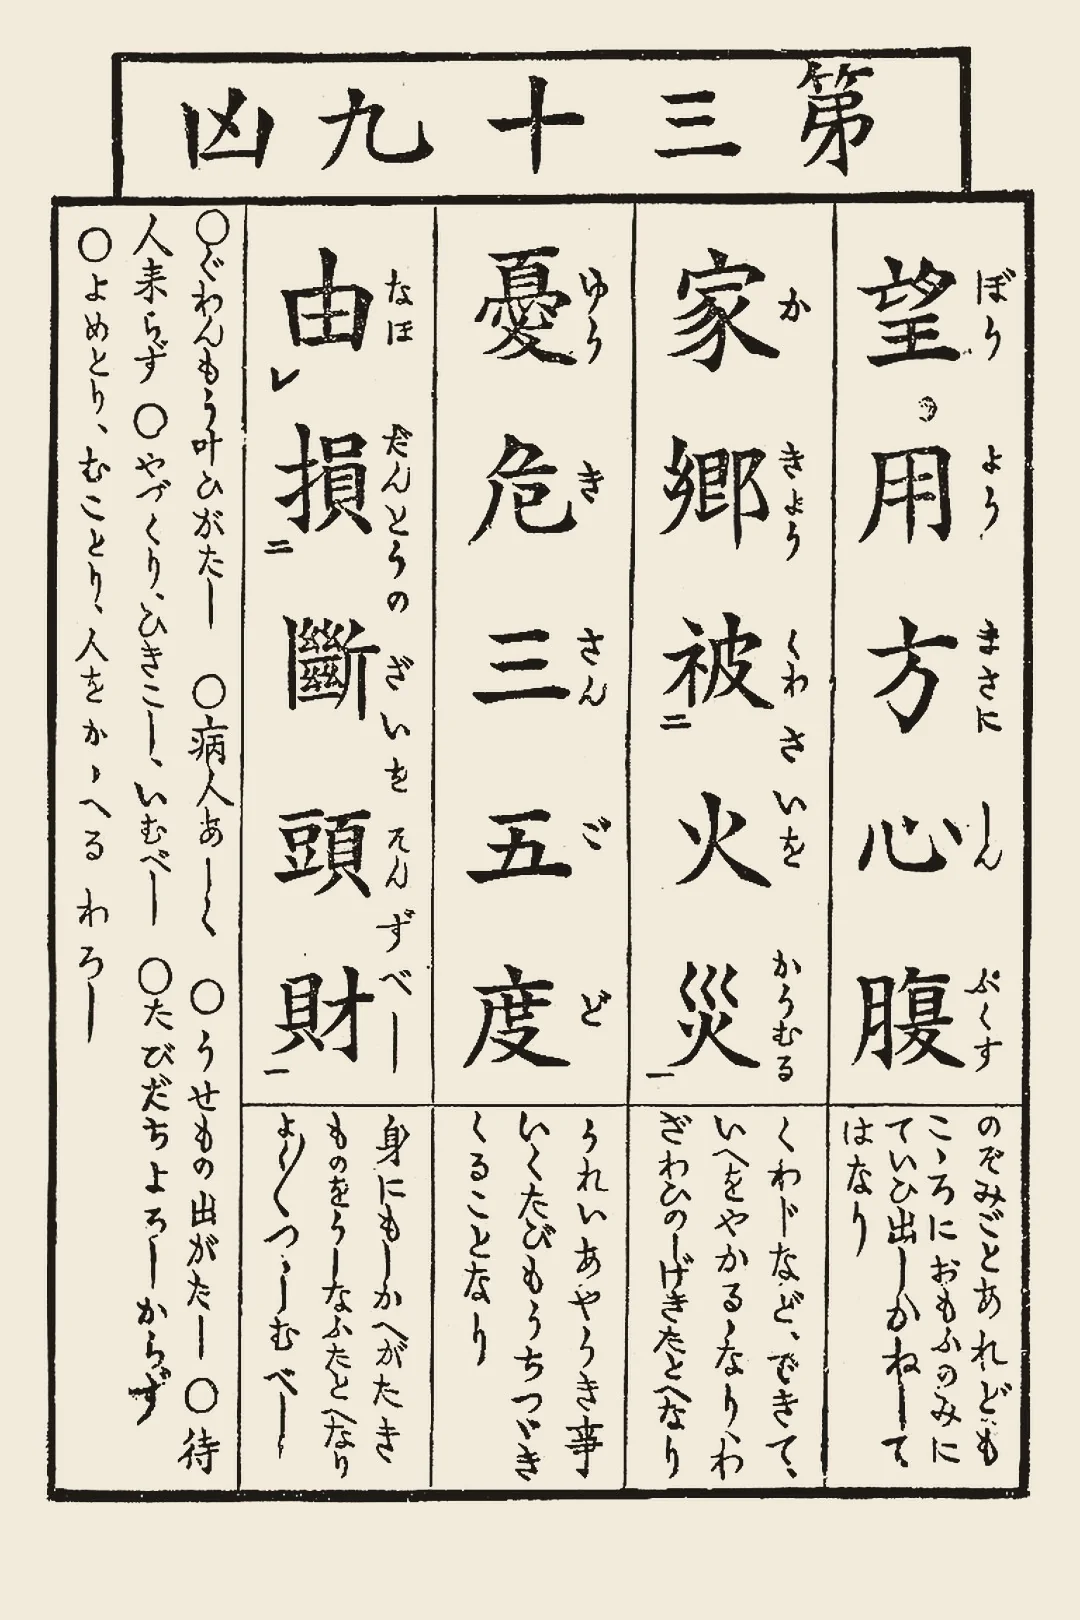 第三十九凶
望用方心腹
ぼう よう まさに しん ぷくす
のぞみごとあれども
こゝろにおもふのみに
ていひ出しかねして
はなり
家郷被二火災一
か きょう くわさいを かうむる
くわじなど、できて、
いへをやかるゝなり、わ
ざわひのしげきたとへなり
憂危三五度
ゆう き さん ご ど
うれいあやうき事
いくたびもうちつゞき
くることなり
由レ損二斷頭財一
なほ だんとうの ざいを そんずべし
身にもしかへがたき
ものをうしなふたとへなり
よく〳〵つゝしむべし
○ぐわんもう叶ひがたし ○病人あしく ○うせもの出がたし ○待
人来らず ○やづくり、ひきこし、いむべし ○たびだちよろしからず
○よめとり、むことり、人をかゝへるわろし